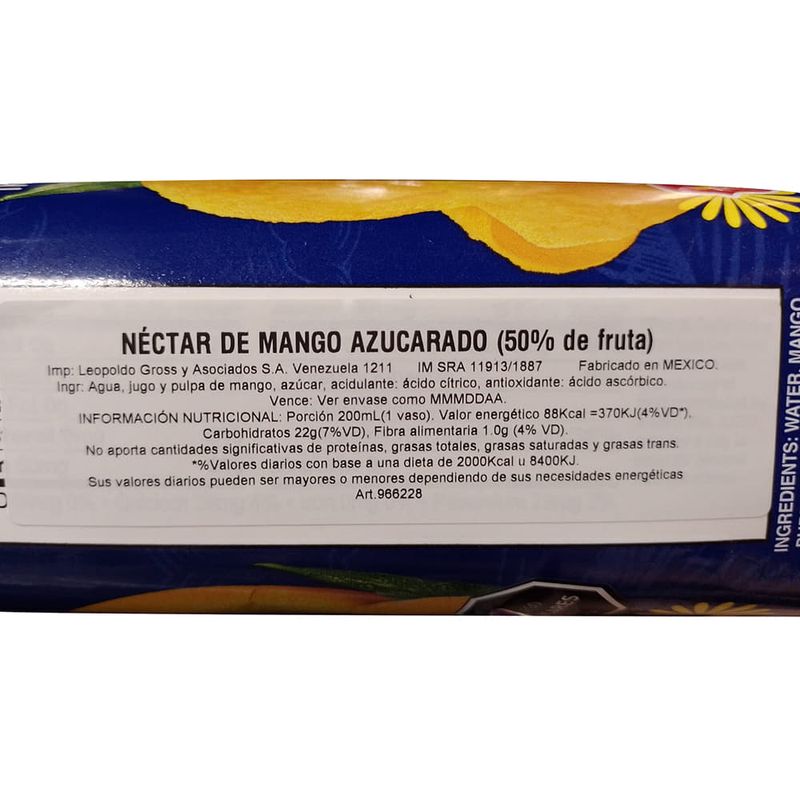 NÉCTAR DE MANGO AZUCARADO (50% de fruta)
Imp: Leopoldo Gross y Asociados S.A. Venezuela 1211 IM SRA 11913/1887 Fabricado en MEXICO.
Ingr: Agua, jugo y pulpa de mango, azúcar, acidulante: ácido cítrico, antioxidante: ácido ascórbico.
Vence: Ver envase como MMMDDAA.
INFORMACIÓN NUTRICIONAL: Porción 200mL(1 vaso). Valor energético 88Kcal =370KJ(4%VD*).
Carbohidratos 22g(7%VD), Fibra alimentaria 1.0g (4% VD).
No aporta cantidades significativas de proteínas, grasas totales, grasas saturadas y grasas trans.
*%Valores diarios con base a una dieta de 2000Kcal u 8400KJ.
Sus valores diarios pueden ser mayores o menores dependiendo de sus necesidades energéticas
Art.966228
INGREDIENTS: WATER, MANGO